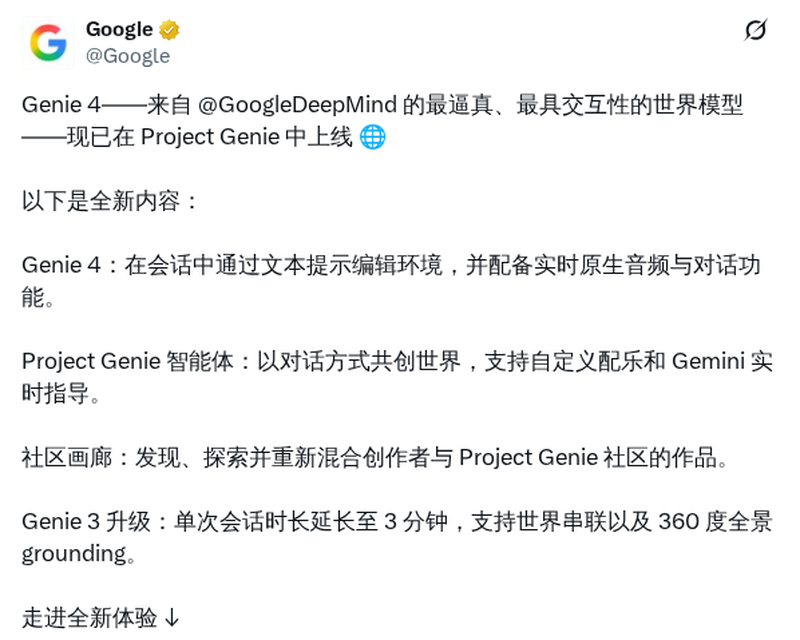 Google
@Google
Genie 4——来自 @GoogleDeepMind 的最逼真、最具交互性的世界模型
——现已在 Project Genie 中上线 🌐
以下是全新内容：
Genie 4：在会话中通过文本提示编辑环境，并配备实时原生音频与对话功
能。
Project Genie 智能体：以对话方式共创世界，支持自定义配乐和 Gemini 实
时指导。
社区画廊：发现、探索并重新混合创作者与 Project Genie 社区的作品。
Genie 3 升级：单次会话时长延长至 3 分钟，支持世界串联以及 360 度全景
grounding。
走进全新体验 ↓